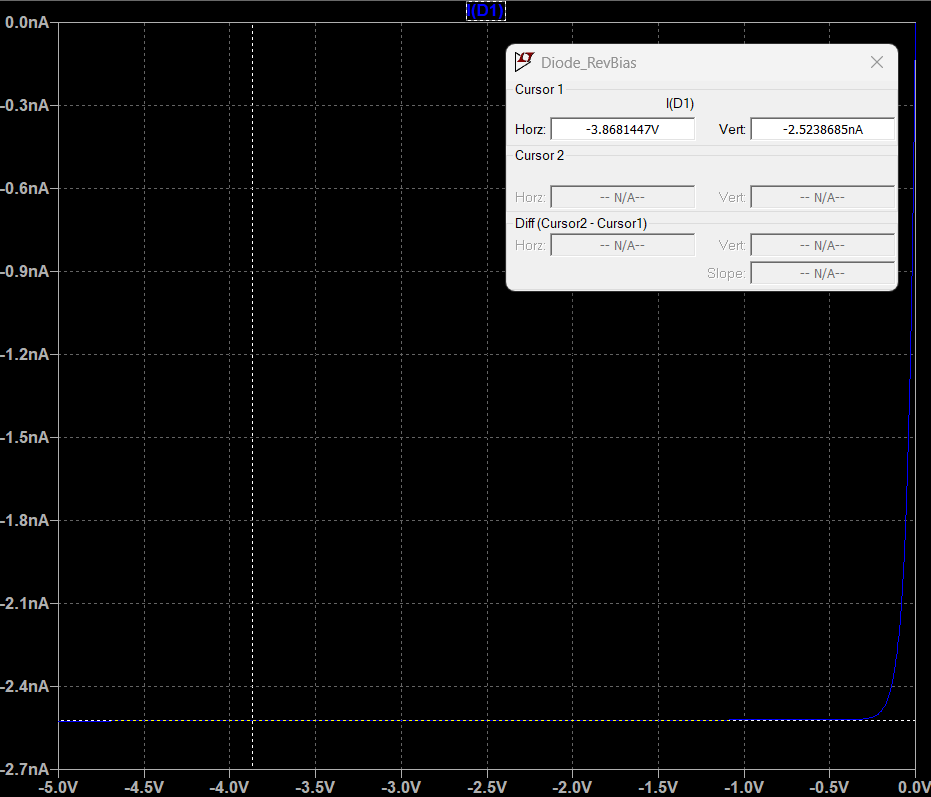 I(D1)
0.0nA
-0.3nA
-0.6nA
-0.9nA
-1.2nA
-1.5nA
-1.8nA
-2.1nA
-2.4nA
-2.7nA
Diode_RevBias
Cursor 1
I(D1)
Horz: -3.8681447V Vert: -2.5238685nA
Cursor 2
Horz: -- N/A-- Vert: -- N/A--
Diff (Cursor2 - Cursor1)
Horz: -- N/A-- Vert: -- N/A--
Slope: -- N/A--
-5.0V -4.5V -4.0V -3.5V -3.0V -2.5V -2.0V -1.5V -1.0V -0.5V 0.0V